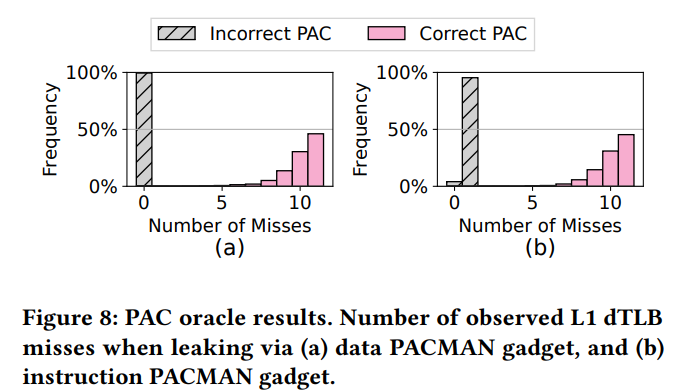 Incorrect PAC Correct PAC
100% 100%
Frequency Frequency
50% 50%
0% 0%
0 5 10 0 5 10
Number of Misses Number of Misses
(a) (b)
Figure 8: PAC oracle results. Number of observed L1 dTLB
misses when leaking via (a) data PACMAN gadget, and (b)
instruction PACMAN gadget.